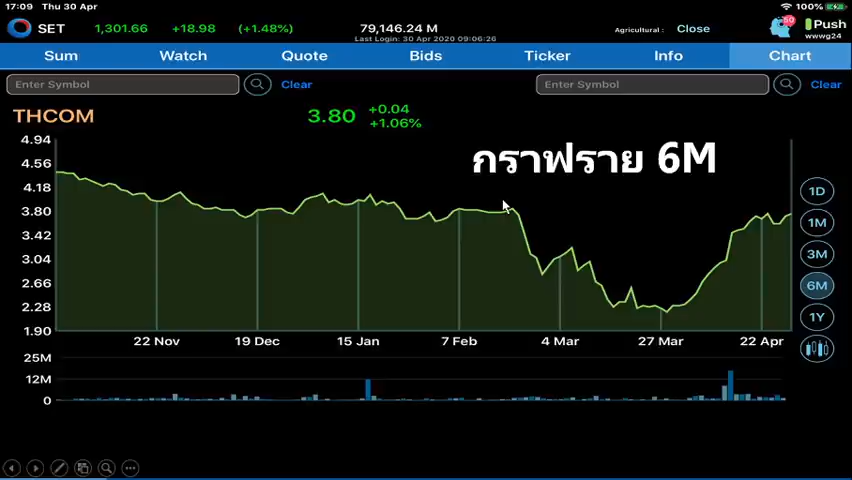 17:09 Thu 30 Apr 100%
SET 1,301.66 +18.98 (+1.48%) 79,146.24 M Agricultural : Close 50 Push
Last Login: 30 Apr 2020 09:06:26 wwwg24
Sum Watch Quote Bids Ticker Info Chart
Enter Symbol Clear Enter Symbol Clear
THCOM 3.80 +0.04
+1.06%
กราฟราย 6M
4.94
4.56
4.18
3.80
3.42
3.04
2.66
2.28
1.90
1D
1M
3M
6M
1Y
22 Nov 19 Dec 15 Jan 7 Feb 4 Mar 27 Mar 22 Apr
25M
12M
0